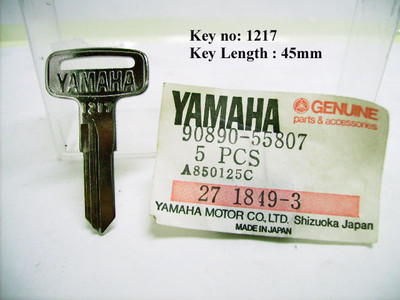 Key no: 1217
Key Length : 45mm
YAMAHA
1217
YAMAHA
GENUINE
parts & accessories
90890-55807
5 PCS
A850125C
27 1849-3
YAMAHA MOTOR CO., LTD. Shizuoka Japan
MADE IN JAPAN